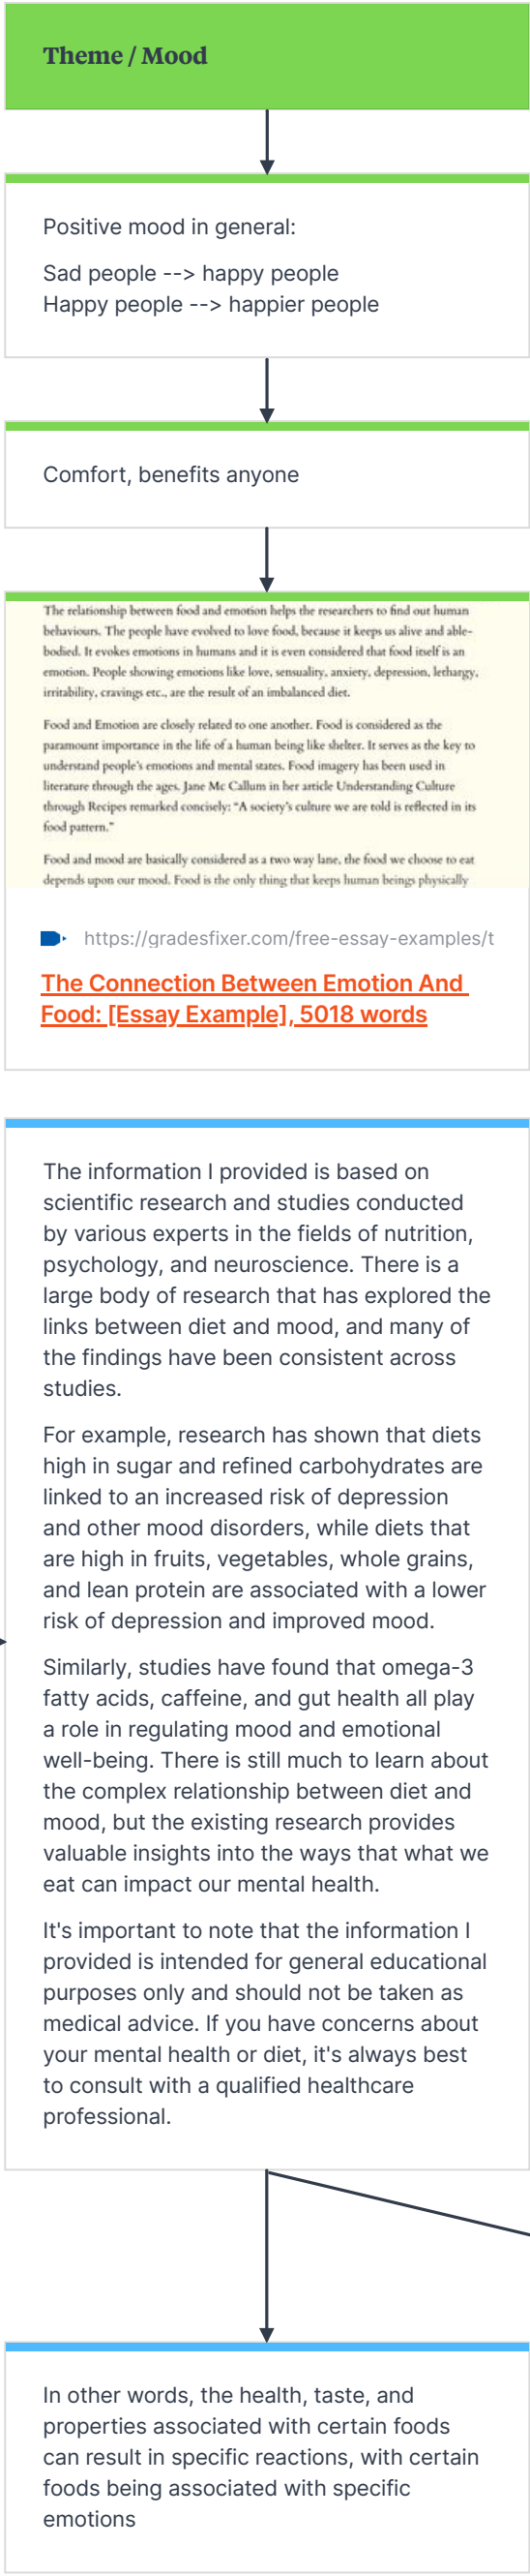 Theme / Mood
Positive mood in general:
Sad people --> happy people
Happy people --> happier people
Comfort, benefits anyone
The relationship between food and emotion helps the researchers to find out human
behaviours. The people have evolved to love food, because it keeps us alive and able-
bodied. It evokes emotions in humans and it is even considered that food itself is an
emotion. People showing emotions like love, sensuality, anxiety, depression, lethargy,
irritability, cravings etc., are the result of an imbalanced diet.
Food and Emotion are closely related to one another. Food is considered as the
paramount importance in the life of a human being like shelter. It serves as the key to
understand people's emotions and mental states. Food imagery has been used in
literature through the ages. Jane Mc Callum in her article Understanding Culture
through Recipes remarked concisely: “A society's culture we are told is reflected in its
food pattern.”
Food and mood are basically considered as a two way lane, the food we choose to eat
depends upon our mood. Food is the only thing that keeps human beings physically
https://gradesfixer.com/free-essay-examples/t
The Connection Between Emotion And
Food: [Essay Example], 5018 words
The information I provided is based on
scientific research and studies conducted
by various experts in the fields of nutrition,
psychology, and neuroscience. There is a
large body of research that has explored the
links between diet and mood, and many of
the findings have been consistent across
studies.
For example, research has shown that diets
high in sugar and refined carbohydrates are
linked to an increased risk of depression
and other mood disorders, while diets that
are high in fruits, vegetables, whole grains,
and lean protein are associated with a lower
risk of depression and improved mood.
Similarly, studies have found that omega-3
fatty acids, caffeine, and gut health all play
a role in regulating mood and emotional
well-being. There is still much to learn about
the complex relationship between diet and
mood, but the existing research provides
valuable insights into the ways that what we
eat can impact our mental health.
It's important to note that the information I
provided is intended for general educational
purposes only and should not be taken as
medical advice. If you have concerns about
your mental health or diet, it's always best
to consult with a qualified healthcare
professional.
In other words, the health, taste, and
properties associated with certain foods
can result in specific reactions, with certain
foods being associated with specific
emotions